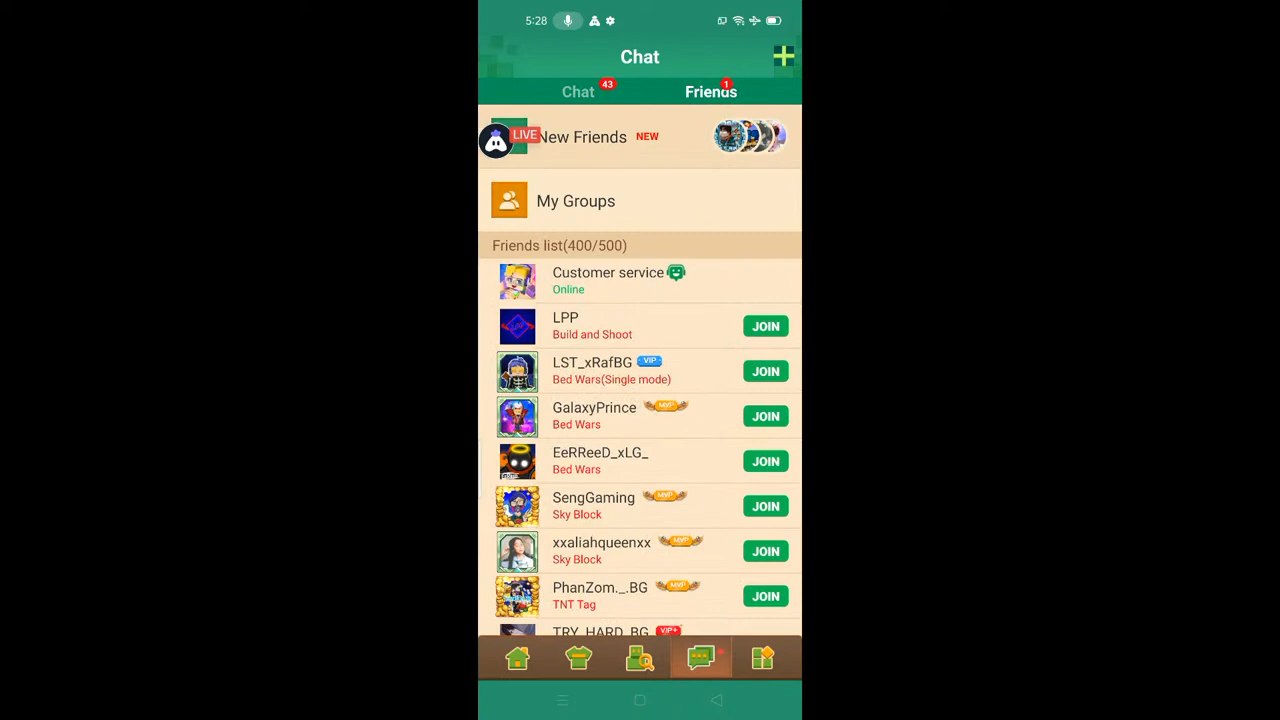 5:28
Chat
Chat 43 Friends 1
LIVE New Friends NEW
My Groups
Friends list(400/500)
Customer service
Online
LPP
Build and Shoot
JOIN
LST_xRafBG VIP
Bed Wars(Single mode)
JOIN
GalaxyPrince MVP
Bed Wars
JOIN
EeRReeD_xLG_
Bed Wars
JOIN
SengGaming MVP
Sky Block
JOIN
xxaliahqueenxx MVP
Sky Block
JOIN
PhanZom._.BG MVP
TNT Tag
JOIN
TRY_HARD_BG VIP+